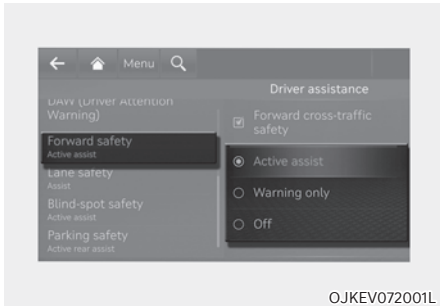 Menu
Driver assistance
DAW (Driver Attention
Warning)
Forward safety
Active assist
Lane safety
Assist
Blind-spot safety
Active assist
Parking safety
Active rear assist
Forward cross-traffic
safety
Active assist
Warning only
Off
OJKEV072001L